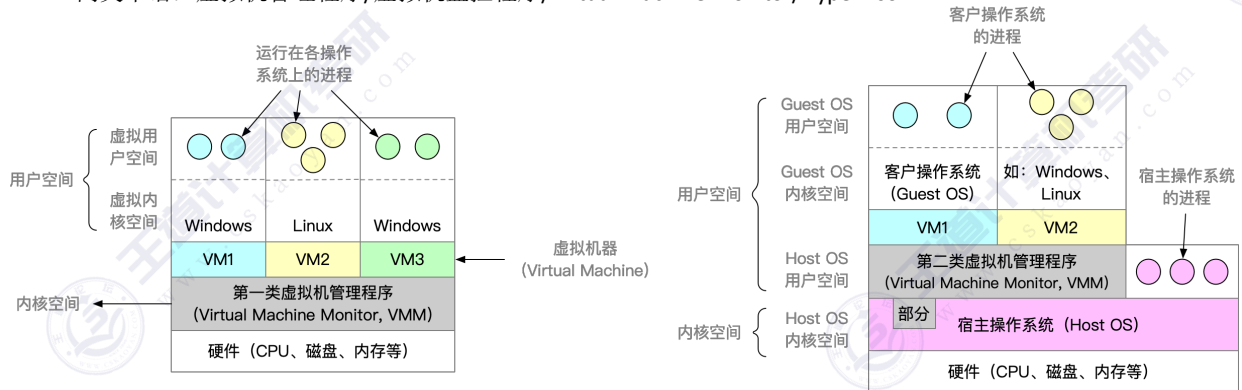 运行在各操作
系统上的进程
用户空间
虚拟用
户空间
虚拟内
核空间
Windows
Linux
Windows
VM1
VM2
VM3
虚拟机器
(Virtual Machine)
内核空间
第一类虚拟机管理程序
(Virtual Machine Monitor, VMM)
硬件（CPU、磁盘、内存等）
客户操作系统
的进程
用户空间
Guest OS
用户空间
Guest OS
内核空间
客户操作系统
(Guest OS)
如：Windows、
Linux
宿主操作系统
的进程
VM1
VM2
Host OS
用户空间
第二类虚拟机管理程序
(Virtual Machine Monitor, VMM)
内核空间
Host OS
内核空间
部分
宿主操作系统（Host OS）
硬件（CPU、磁盘、内存等）
王道计算机考研